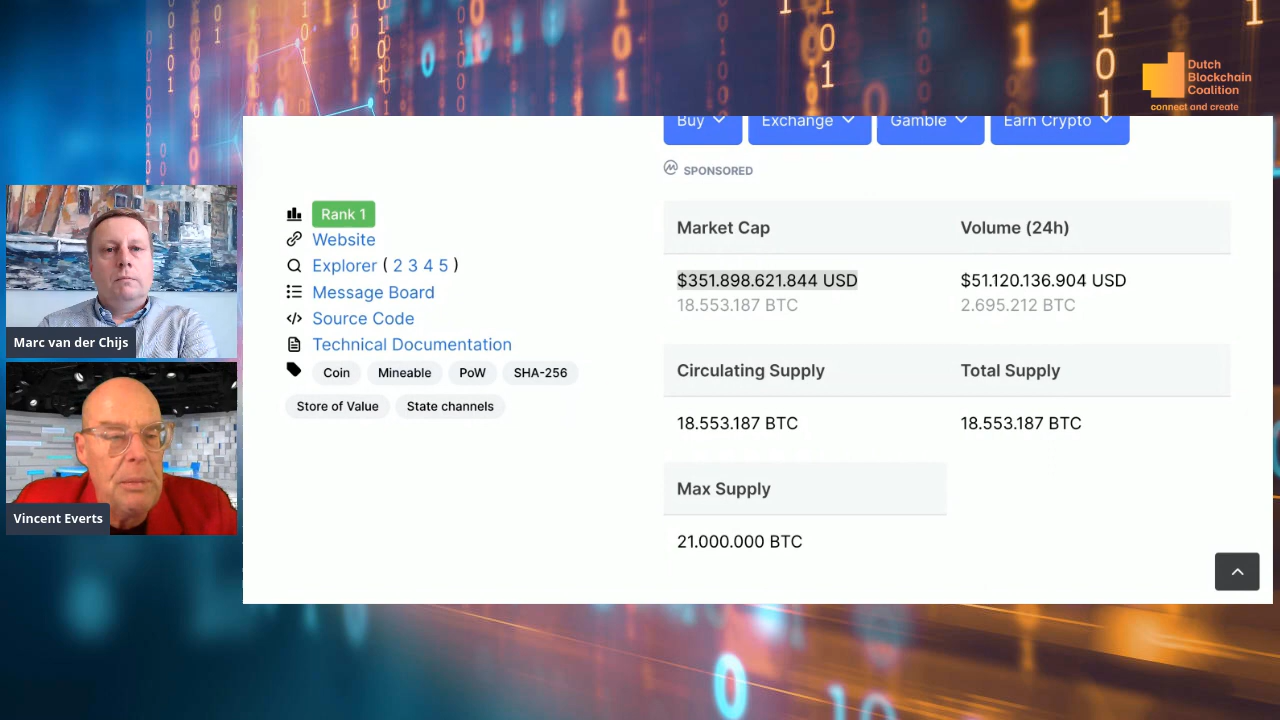 Dutch
Blockchain
Coalition
connect and create
Buy
Exchange
Gamble
Earn Crypto
SPONSORED
Rank 1
Website
Explorer ( 2 3 4 5 )
Message Board
Source Code
Technical Documentation
Coin
Mineable
PoW
SHA-256
Store of Value
State channels
Market Cap
Volume (24h)
$351.898.621.844 USD
$51.120.136.904 USD
18.553.187 BTC
2.695.212 BTC
Circulating Supply
Total Supply
18.553.187 BTC
18.553.187 BTC
Max Supply
21.000.000 BTC
Marc van der Chijs
Vincent Everts